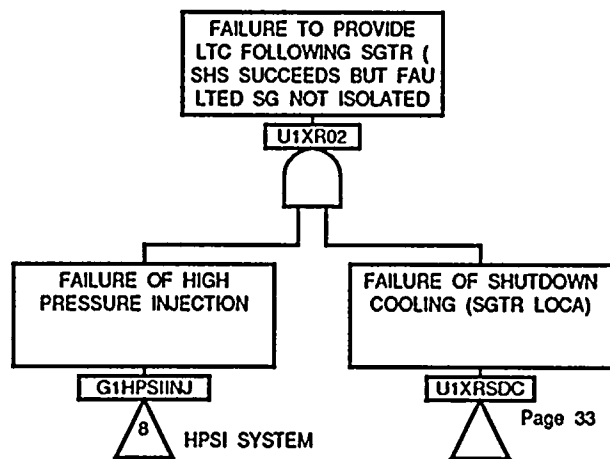 FAILURE TO PROVIDE
LTC FOLLOWING SGTR (
SHS SUCCEEDS BUT FAU
LTED SG NOT ISOLATED
U1XR02
FAILURE OF HIGH
PRESSURE INJECTION
G1HPSIINJ
8
HPSI SYSTEM
FAILURE OF SHUTDOWN
COOLING (SGTR LOCA)
U1XRSDC
Page 33